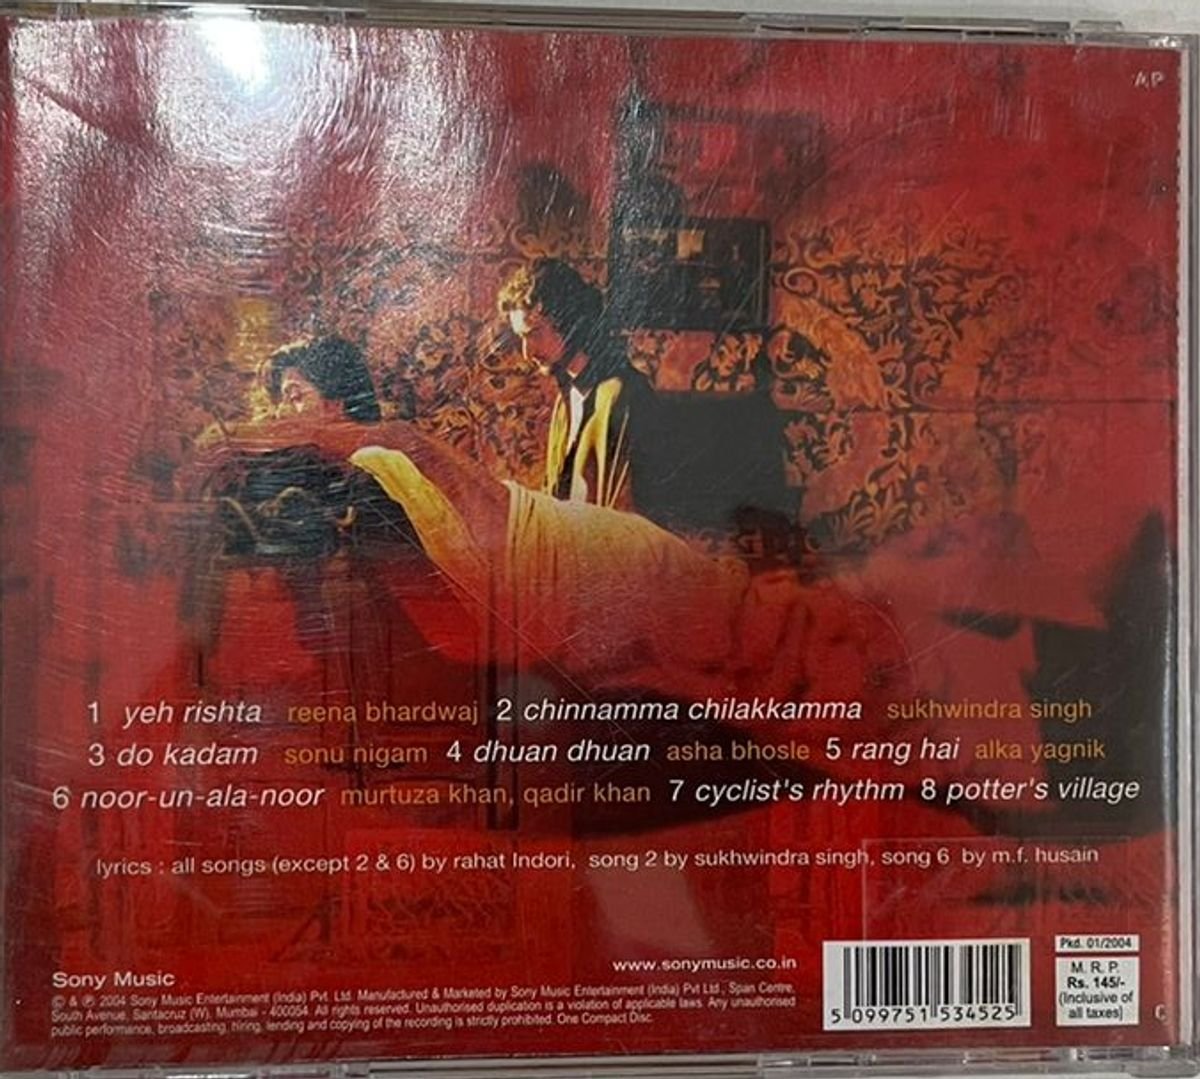 AP
1 yeh rishta reena bhardwaj 2 chinnamma chilakkamma sukhwindra singh
3 do kadam sonu nigam 4 dhuan dhuan asha bhosle 5 rang hai alka yagnik
6 noor-un-ala-noor murtuza khan, qadir khan 7 cyclist's rhythm 8 potter's village
lyrics : all songs (except 2 & 6) by rahat Indori, song 2 by sukhwindra singh, song 6 by m.f. husain
Sony Music
www.sonymusic.co.in
© & ℗ 2004 Sony Music Entertainment (India) Pvt. Ltd. Manufactured & Marketed by Sony Music Entertainment (India) Pvt Ltd., Span Centre,
South Avenue, Santacruz (W), Mumbai - 400054. All rights reserved. Unauthorised duplication is a violation of applicable laws. Any unauthorised
public performance, broadcasting, hiring, lending and copying of the recording is strictly prohibited. One Compact Disc.
5 099751 534525
Pkd. 01/2004
M. R. P.
Rs. 145/-
(Inclusive of
all taxes)